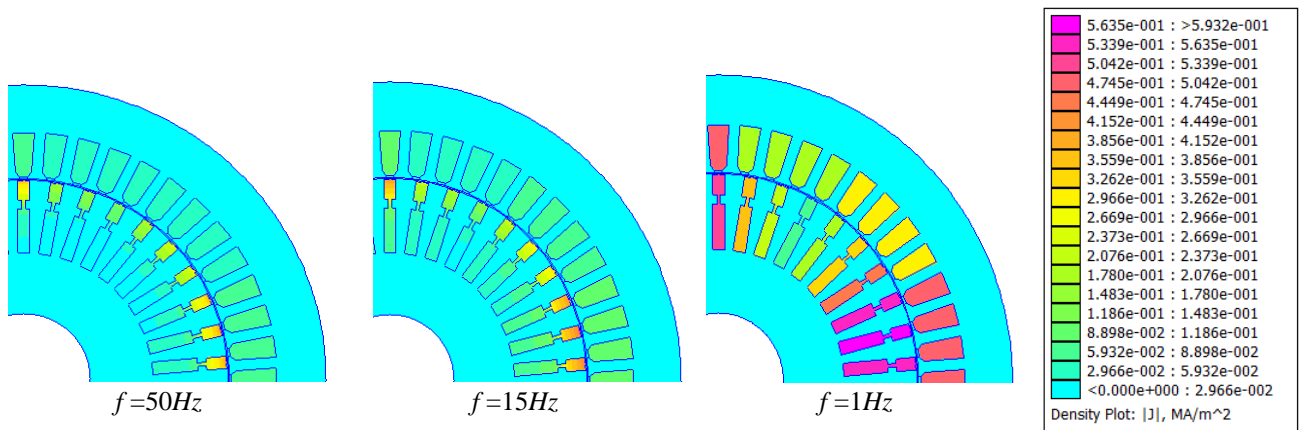 5.635e-001 : >5.932e-001
5.339e-001 : 5.635e-001
5.042e-001 : 5.339e-001
4.745e-001 : 5.042e-001
4.449e-001 : 4.745e-001
4.152e-001 : 4.449e-001
3.856e-001 : 4.152e-001
3.559e-001 : 3.856e-001
3.262e-001 : 3.559e-001
2.966e-001 : 3.262e-001
2.669e-001 : 2.966e-001
2.373e-001 : 2.669e-001
2.076e-001 : 2.373e-001
1.780e-001 : 2.076e-001
1.483e-001 : 1.780e-001
1.186e-001 : 1.483e-001
8.898e-002 : 1.186e-001
5.932e-002 : 8.898e-002
2.966e-002 : 5.932e-002
<0.000e+000 : 2.966e-002
Density Plot: |J|, MA/m^2
f=50Hz
f=15Hz
f=1Hz